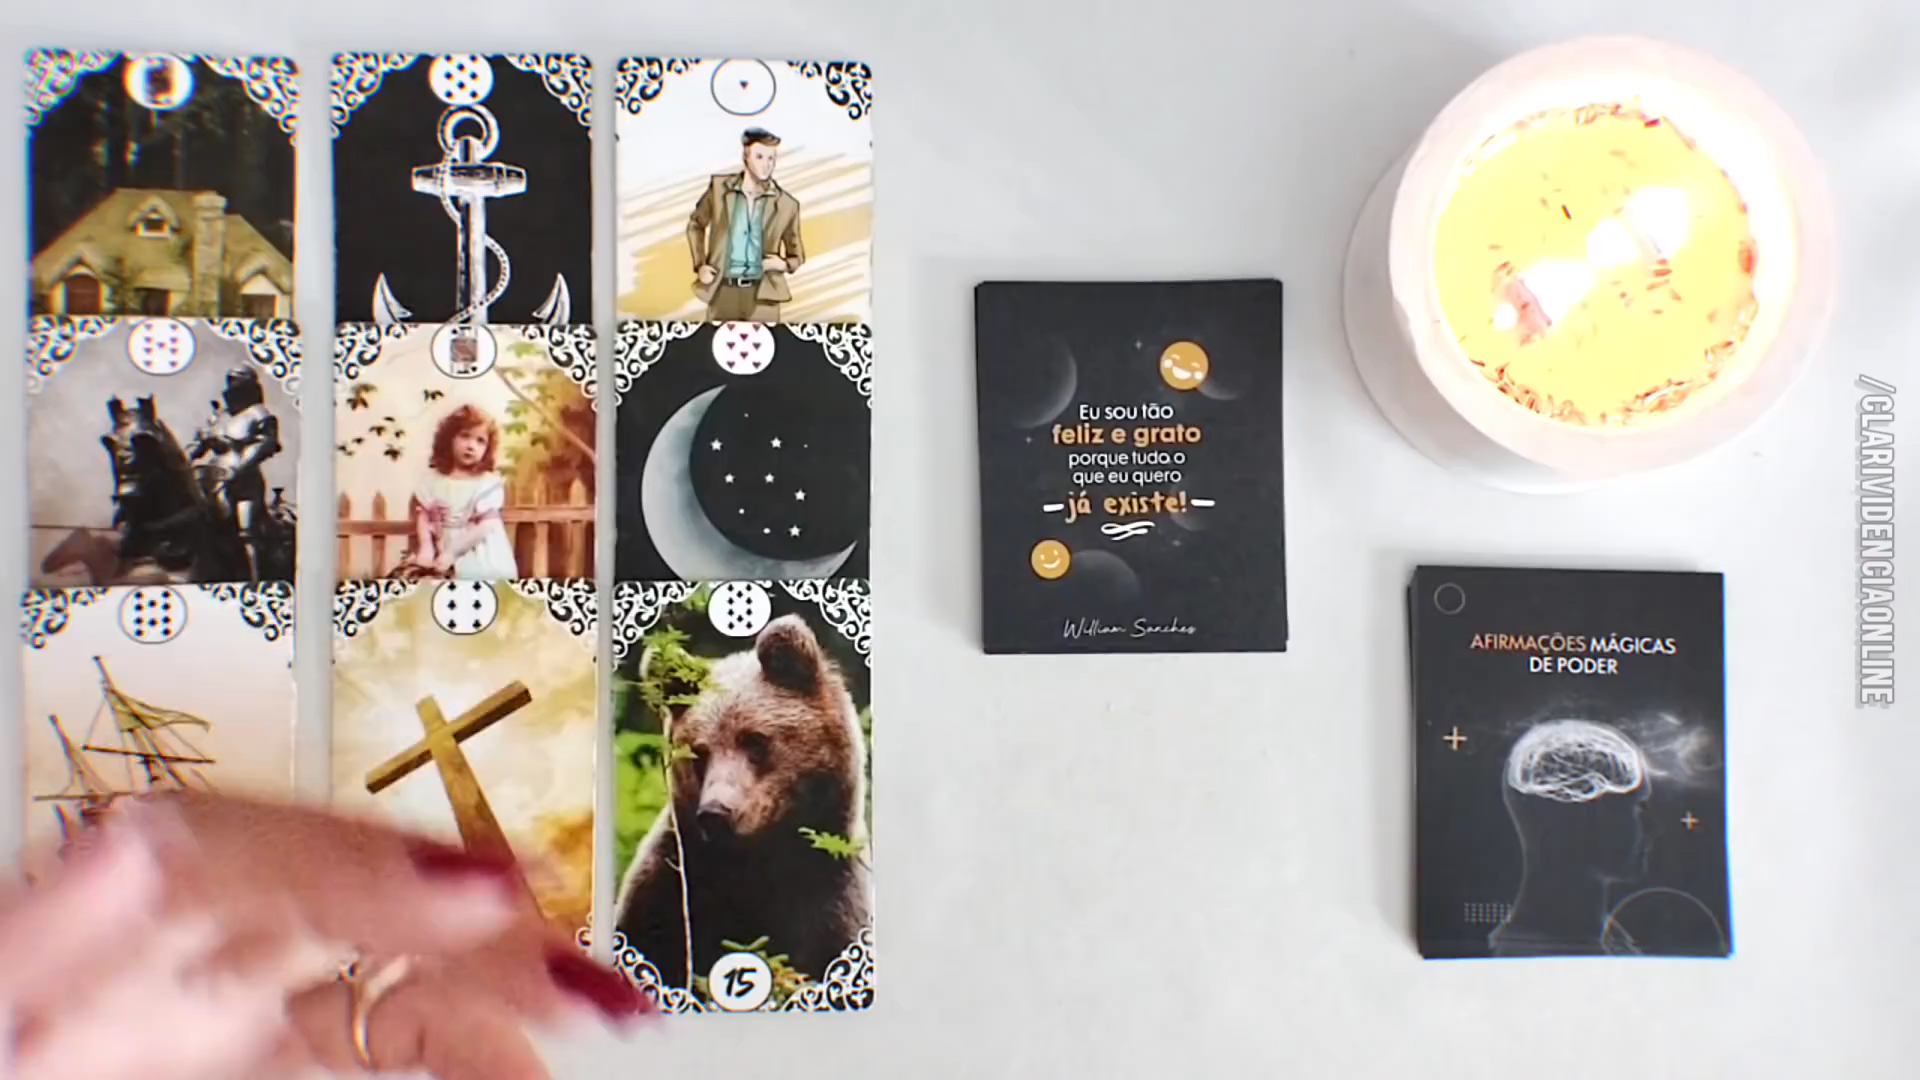 15
Eu sou tão
feliz e grato
porque tudo o
que eu quero
já existe!
William Sanches
AFIRMAÇÕES MÁGICAS
DE PODER
/CLARIVIDENCIAONLINE